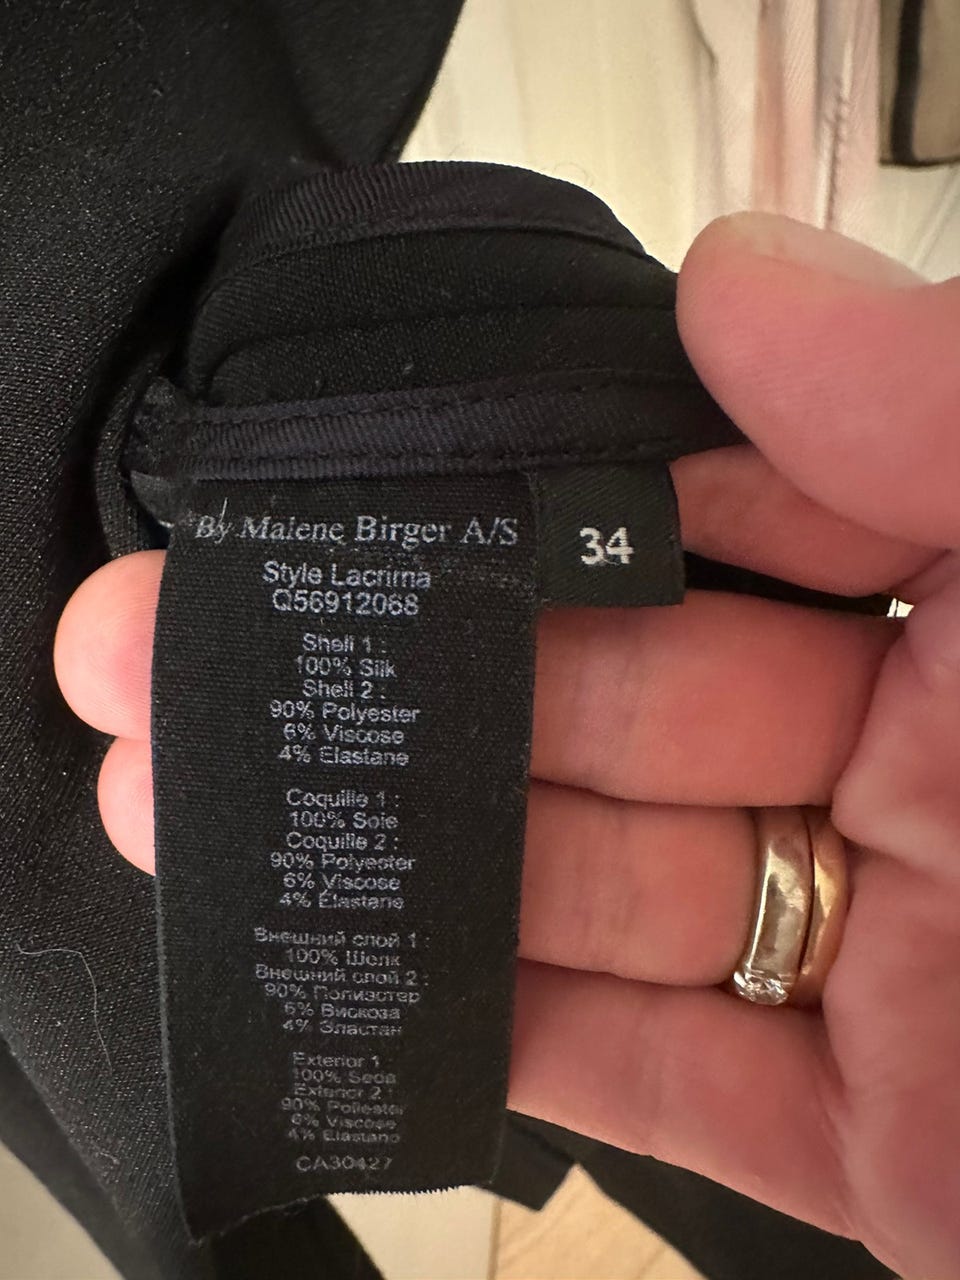 By Malene Birger A/S
34
Style Lacrima
Q56912068
Shell 1 :
100% Silk
Shell 2 :
90% Polyester
6% Viscose
4% Elastane
Coquille 1 :
100% Soie
Coquille 2 :
90% Polyester
6% Viscose
4% Élastane
Внешний слой 1 :
100% Шелк
Внешний слой 2 :
90% Полиэстер
6% Вискоза
4% Эластан
Exterior 1
100% Seda
Exterior 2
90% Poliester
6% Viscose
4% Elastano
CA30427